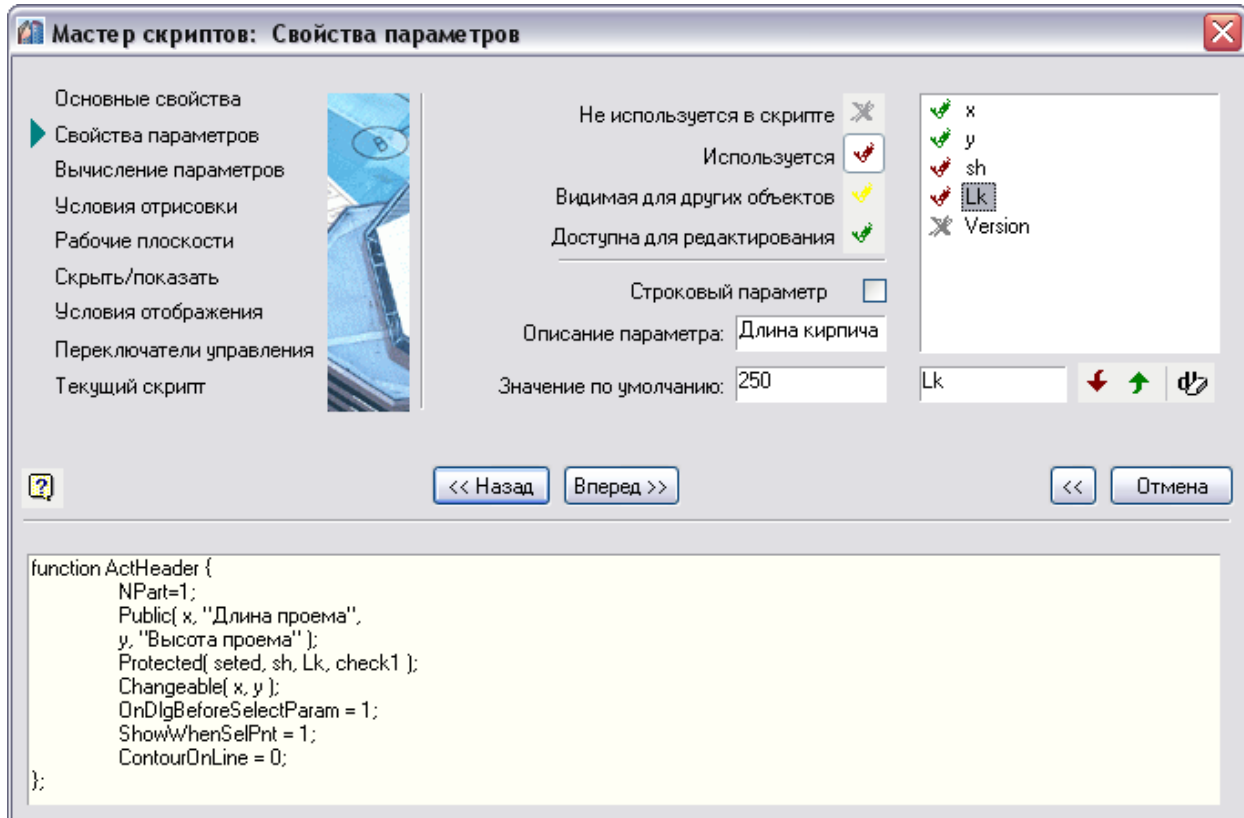 Мастер скриптов: Свойства параметров
Основные свойства
Свойства параметров
Вычисление параметров
Условия отрисовки
Рабочие плоскости
Скрыть/показать
Условия отображения
Переключатели управления
Текущий скрипт
B
Не используется в скрипте
Используется
Видимая для других объектов
Доступна для редактирования
Строковый параметр
Описание параметра: Длина кирпича
Значение по умолчанию: 250
x
y
sh
Lk
Version
Lk
?
<< Назад
Вперед >>
<<
Отмена
function ActHeader {
NPart=1;
Public( x, "Длина проема",
y, "Высота проема" );
Protected( seted, sh, Lk, check1 );
Changeable( x, y );
OnDlgBeforeSelectParam = 1;
ShowWhenSelPnt = 1;
ContourOnLine = 0;
};